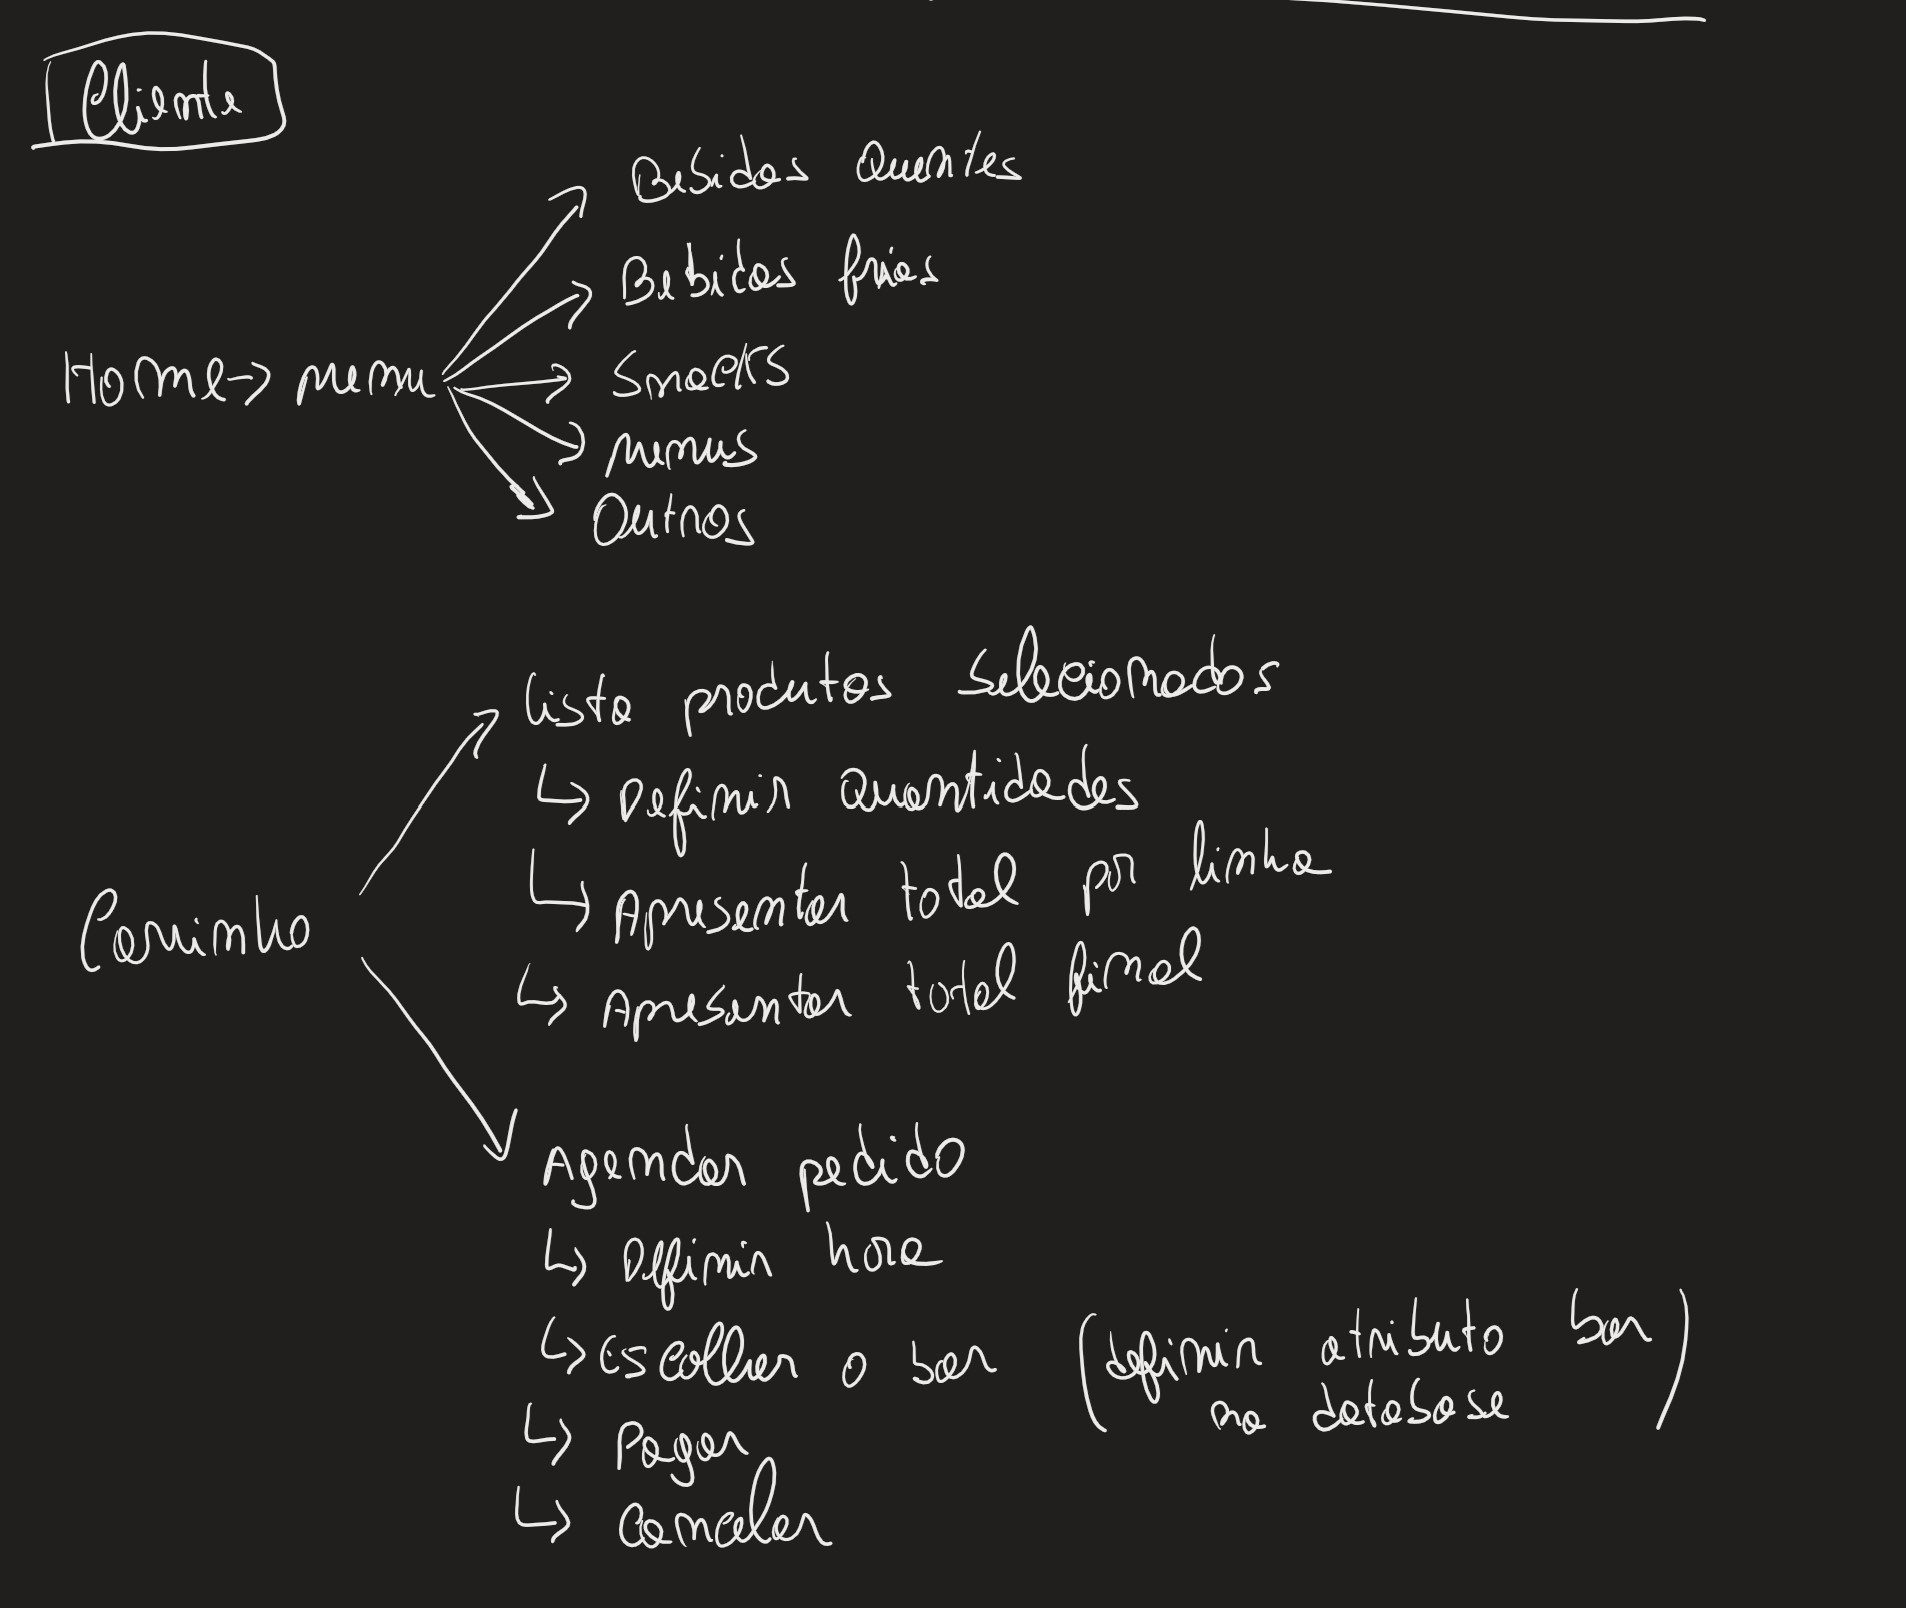 Cliente
Bebidas Quentes
Bebidas frias
Home -> menu
Snacks
menus
Outros
lista produtos selecionados
↳ Definir Quantidades
↳ Apresentar total por linha
Carrinho
↳ Apresentar total final
Agendar pedido
↳ Definir hora
↳ Escolher o bar (definir atributo bar
na database)
↳ Pagar
↳ Cancelar